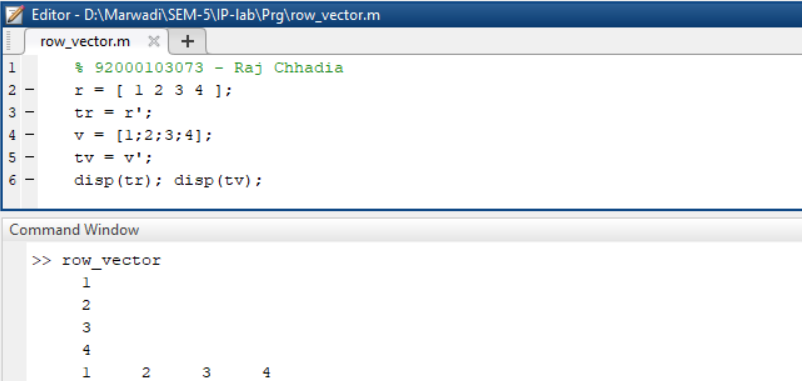 Editor - D:\Marwadi\SEM-5\IP-lab\Prg\row_vector.m
row_vector.m × +
1 % 92000103073 - Raj Chhadia
2 - r = [ 1 2 3 4 ];
3 - tr = r';
4 - v = [1;2;3;4];
5 - tv = v';
6 - disp(tr); disp(tv);
Command Window
>> row_vector
1
2
3
4
1 2 3 4